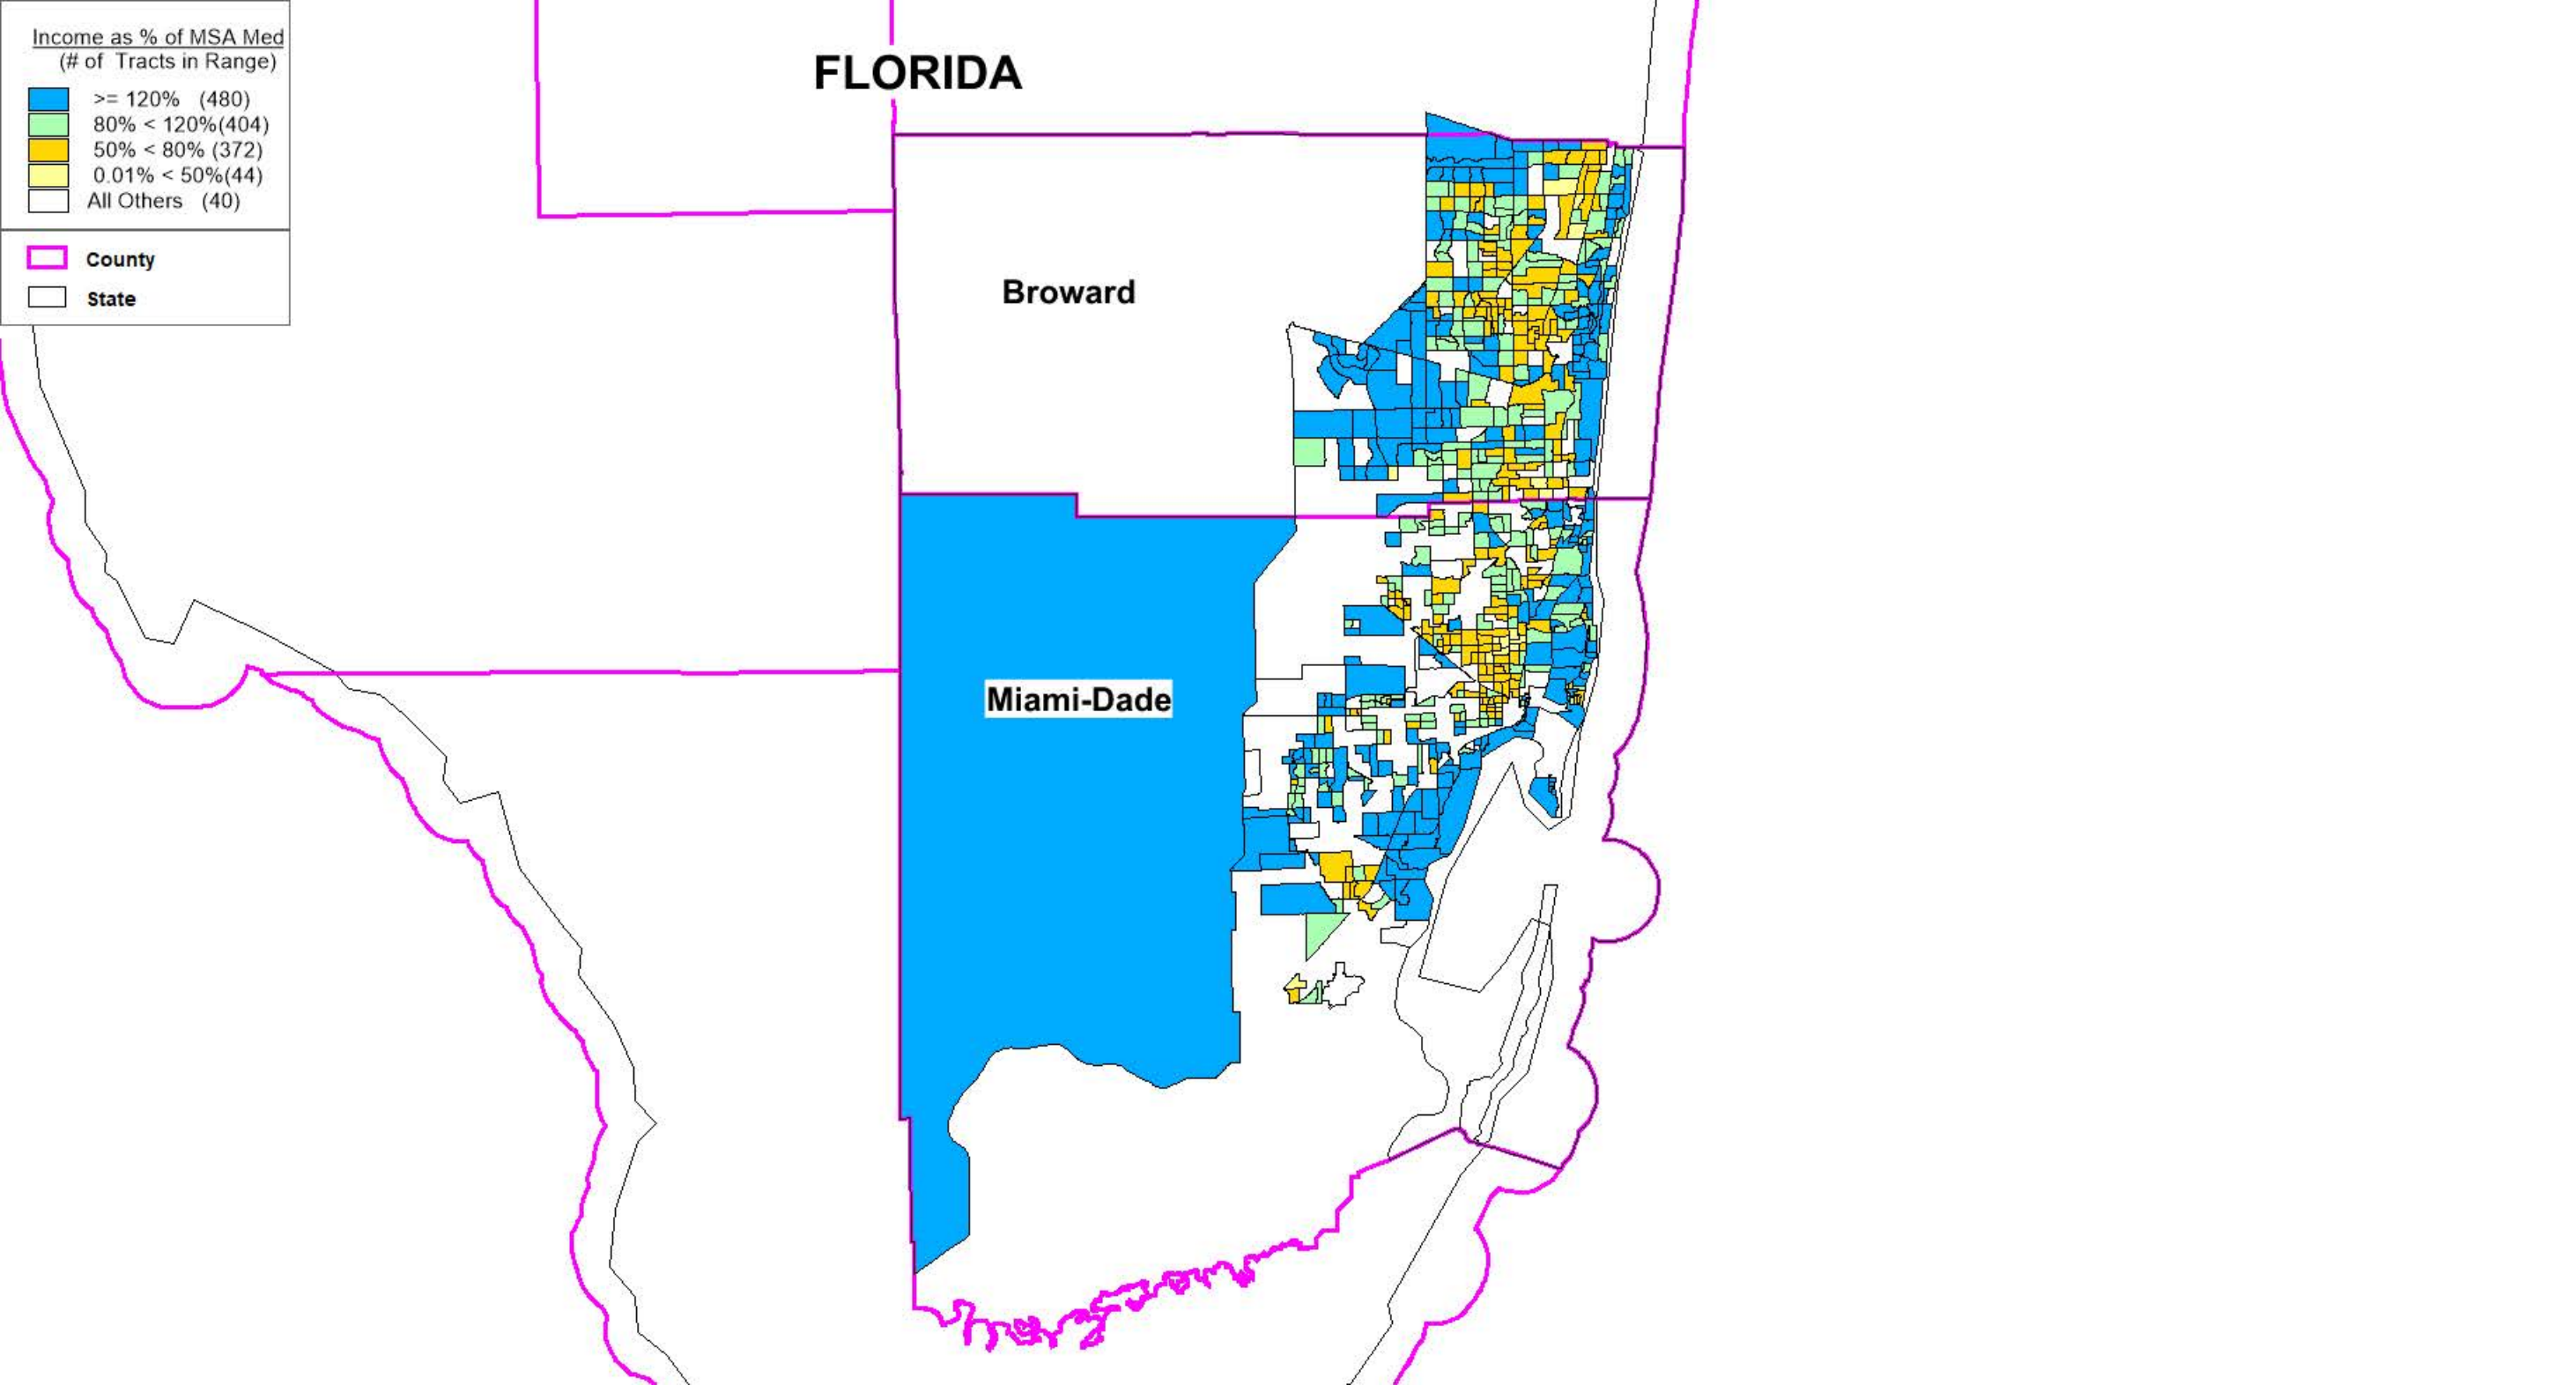 Income as % of MSA Med
(# of Tracts in Range)
>= 120% (480)
80% < 120%(404)
50% < 80% (372)
0.01% < 50%(44)
All Others (40)
County
State
FLORIDA
Broward
Miami-Dade